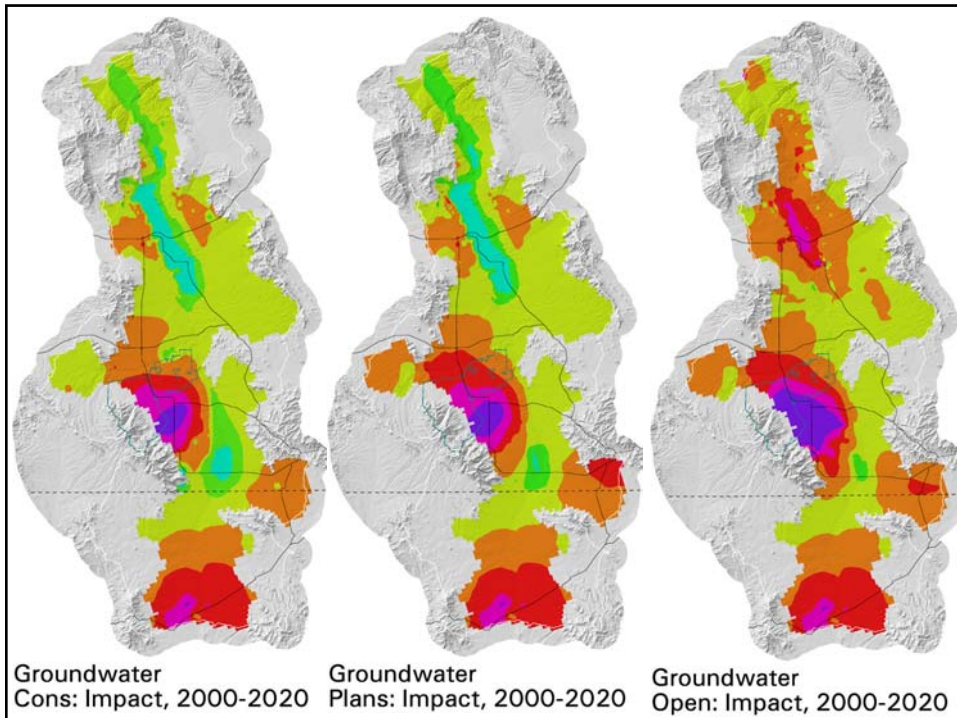 Groundwater
Cons: Impact, 2000-2020
Groundwater
Plans: Impact, 2000-2020
Groundwater
Open: Impact, 2000-2020